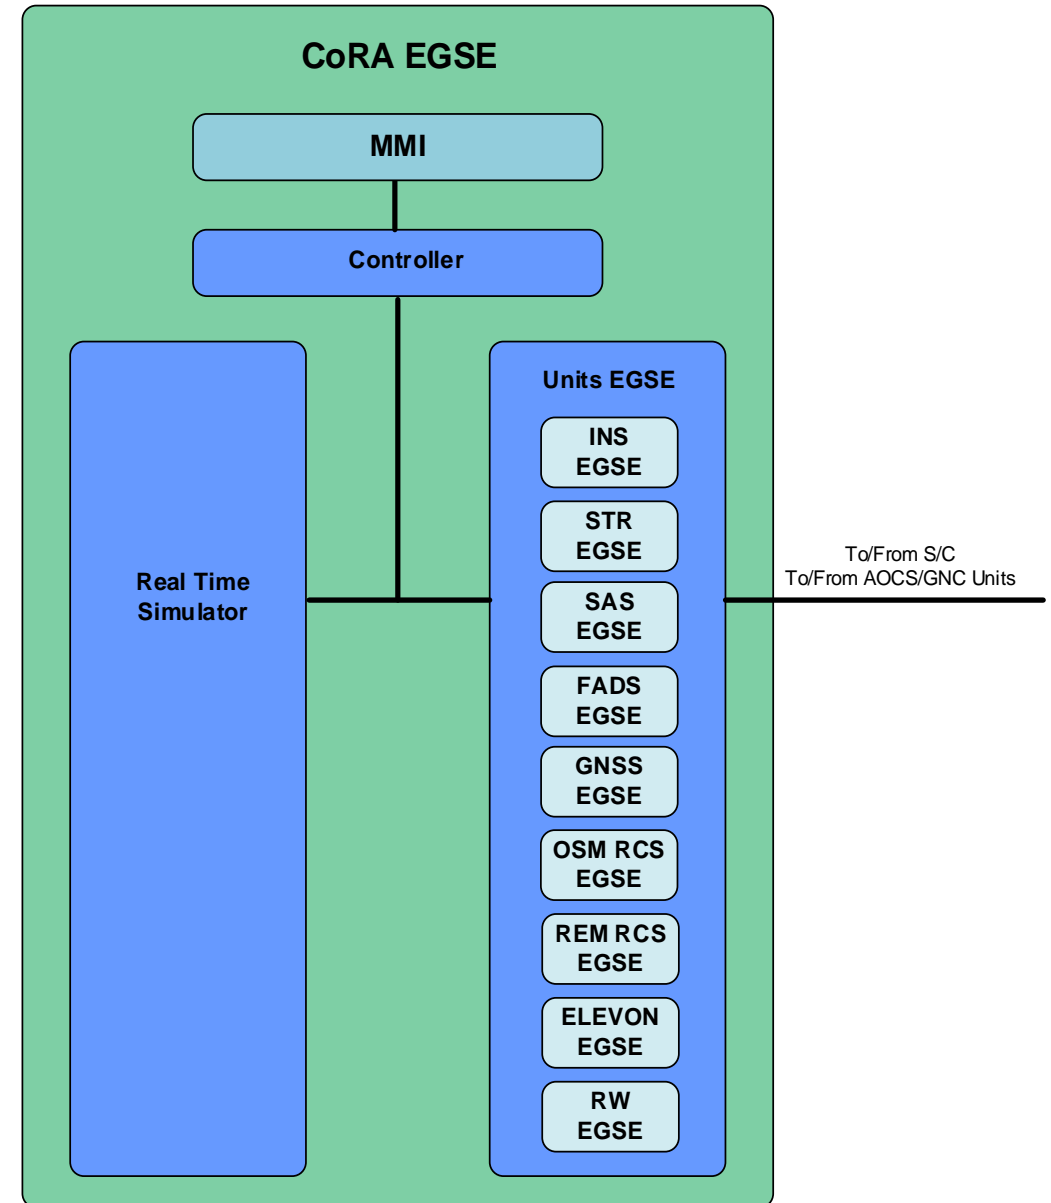 CoRA EGSE
MMI
Controller
Real Time
Simulator
Units EGSE
INS
EGSE
STR
EGSE
SAS
EGSE
FADS
EGSE
GNSS
EGSE
OSM RCS
EGSE
REM RCS
EGSE
ELEVON
EGSE
RW
EGSE
To/From S/C
To/From AOCS/GNC Units